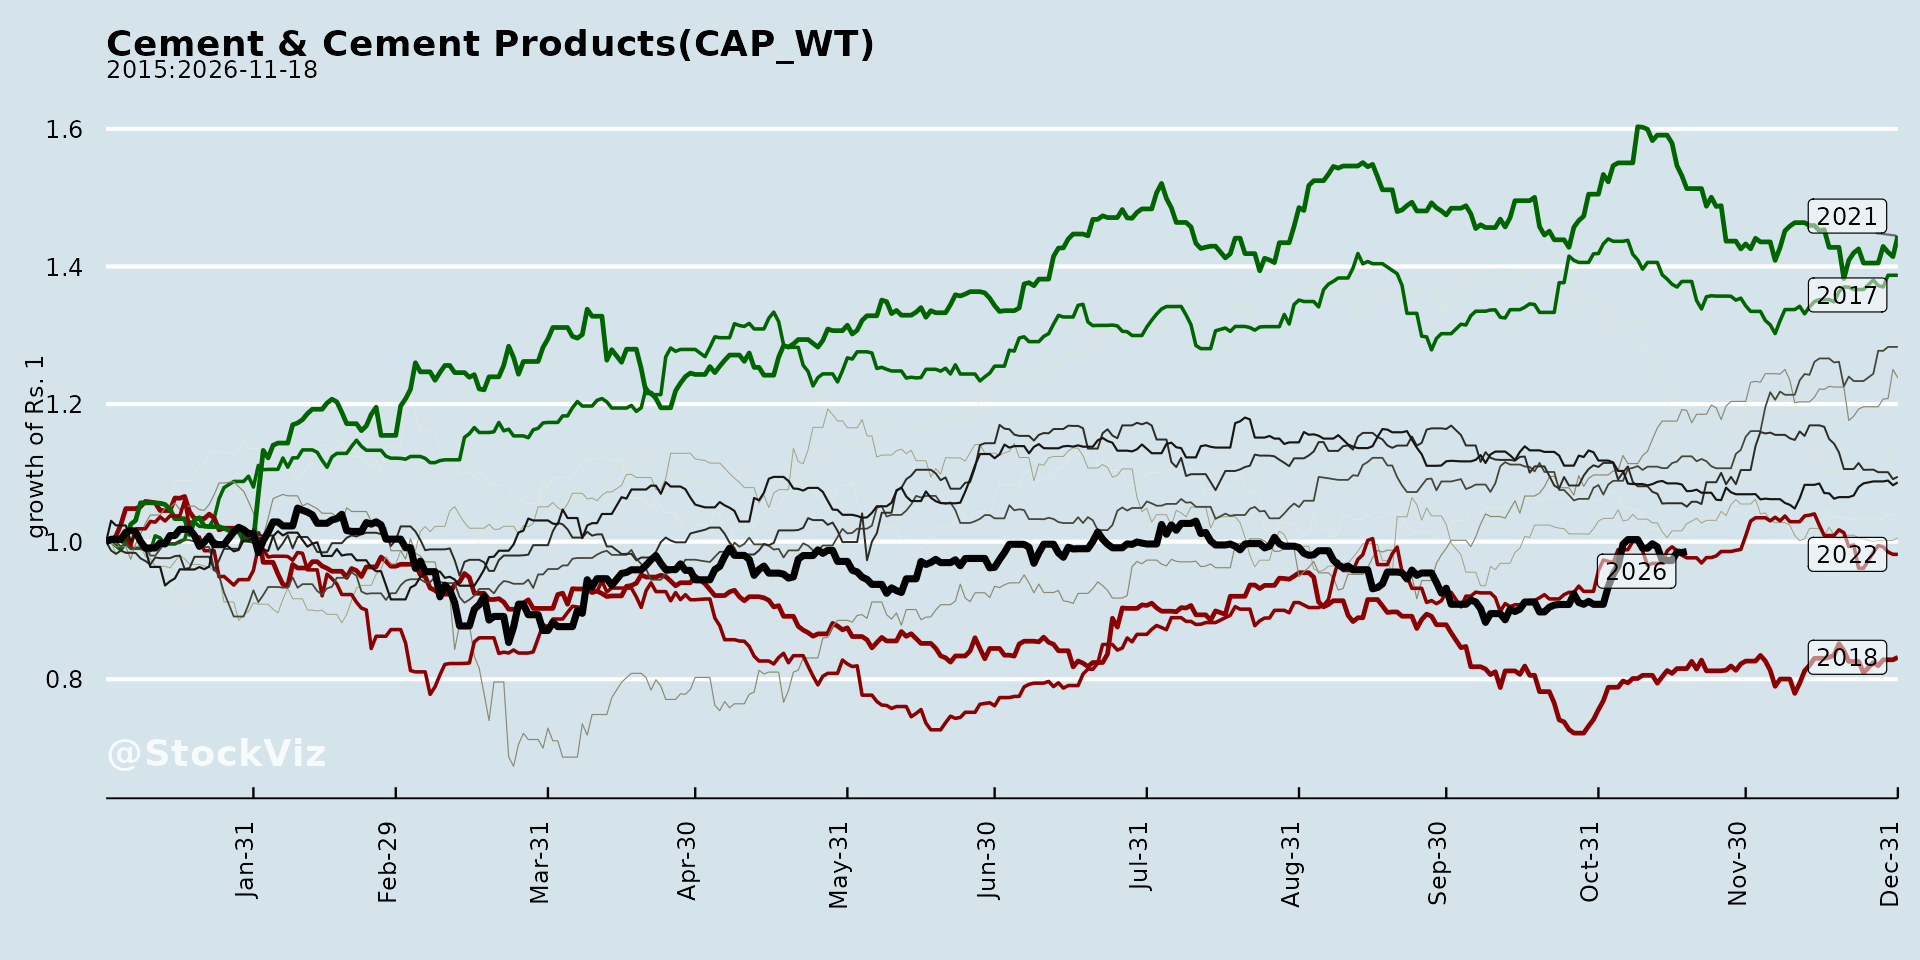 Cement & Cement Products(CAP_WT)
2015:2026-11-18
growth of Rs. 1
1.6
1.4
1.2
1.0
0.8
2021
2017
2022
2026
2018
@StockViz
Jan-31
Feb-29
Mar-31
Apr-30
May-31
Jun-30
Jul-31
Aug-31
Sep-30
Oct-31
Nov-30
Dec-31